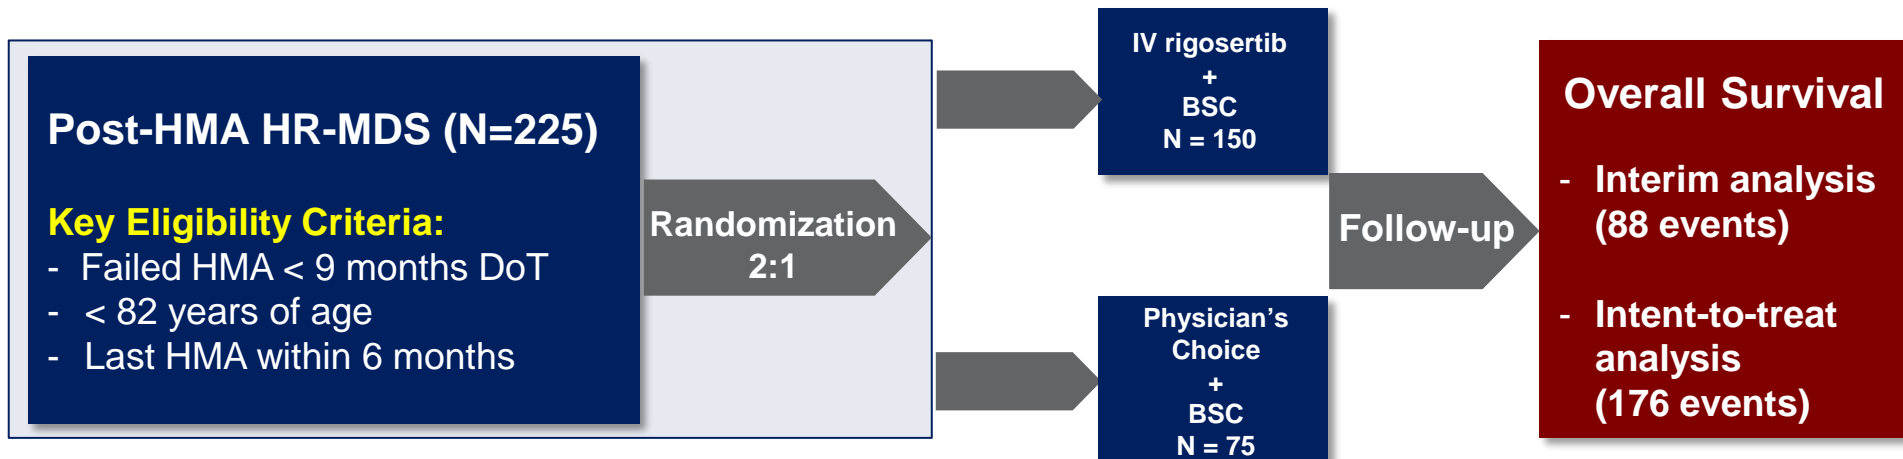 Post-HMA HR-MDS (N=225)
Key Eligibility Criteria:
- Failed HMA < 9 months DoT
- < 82 years of age
- Last HMA within 6 months
Randomization
2:1
IV rigosertib
+
BSC
N = 150
Physician's
Choice
+
BSC
N = 75
Follow-up
Overall Survival
- Interim analysis
(88 events)
- Intent-to-treat
analysis
(176 events)